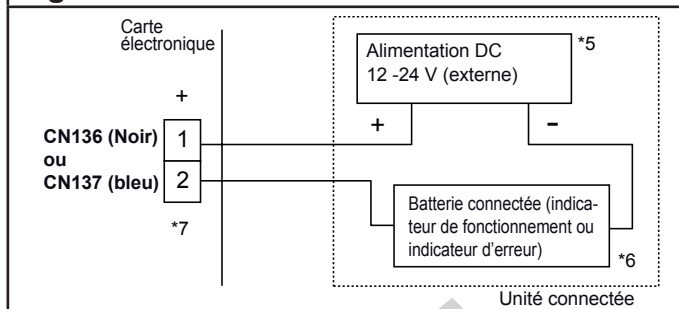 Carte
électronique
Alimentation DC
12 -24 V (externe)
*5
+
+
-
CN136 (Noir)
ou
CN137 (bleu)
1
2
*7
Batterie connectée (indica-
teur de fonctionnement ou
indicateur d'erreur)
*6
Unité connectée